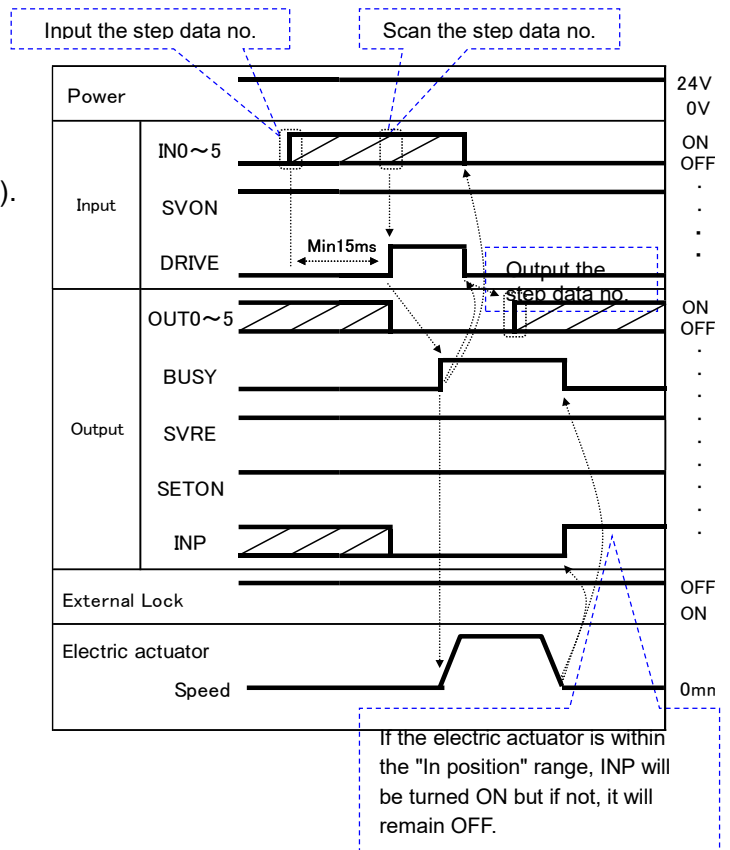 Input the step data no.
Scan the step data no.
Power
24V
0V
).
Input
IN0～5
ON
OFF
SVON
DRIVE
Min15ms
Output the
step data no.
Output
OUT0～5
ON
OFF
BUSY
SVRE
SETON
INP
External Lock
OFF
ON
Electric actuator
Speed
0mm
If the electric actuator is within
the "In position" range, INP will
be turned ON but if not, it will
remain OFF.